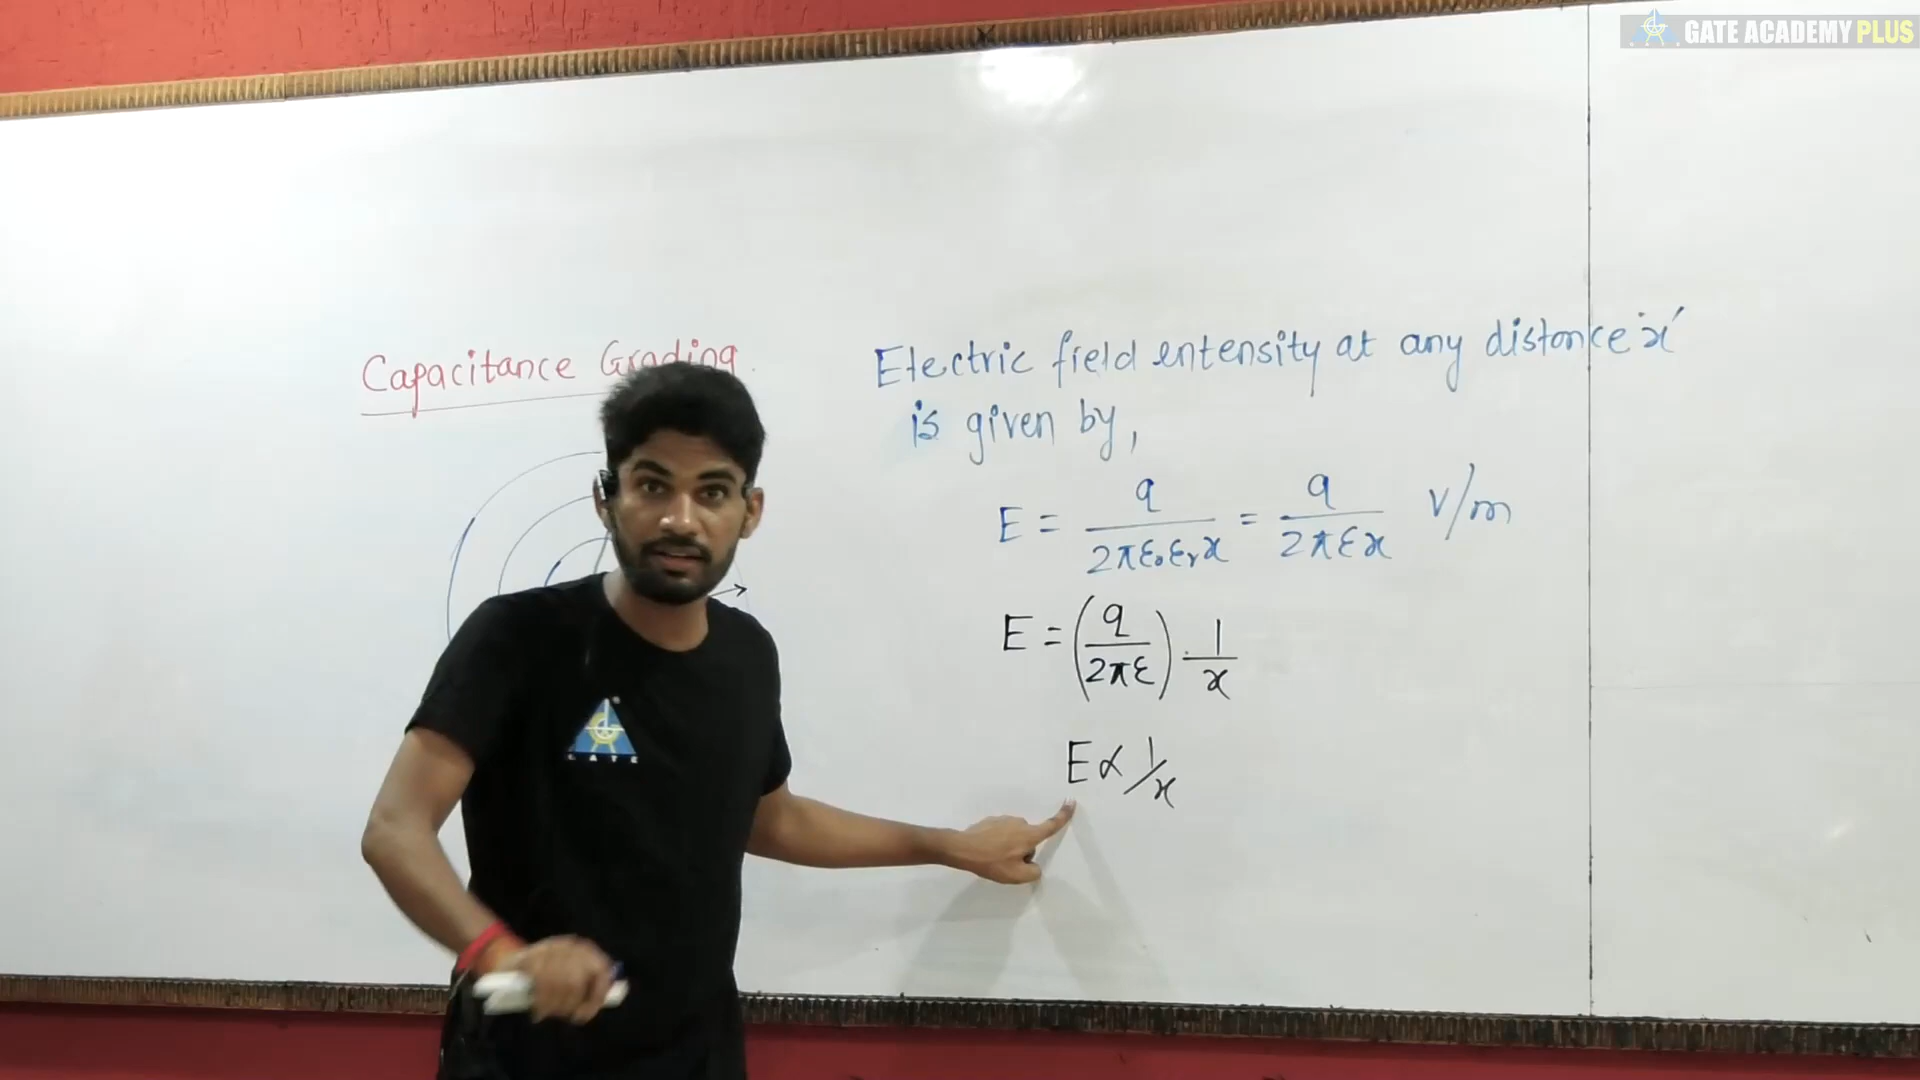 GATE ACADEMY PLUS
Capacitance Grading
Electric field entensity at any distance 'x'
is given by,
E = q/2πε₀εᵣx = q/2πεx V/m
E = (q/2πε) · 1/x
E ∝ 1/x
GATE